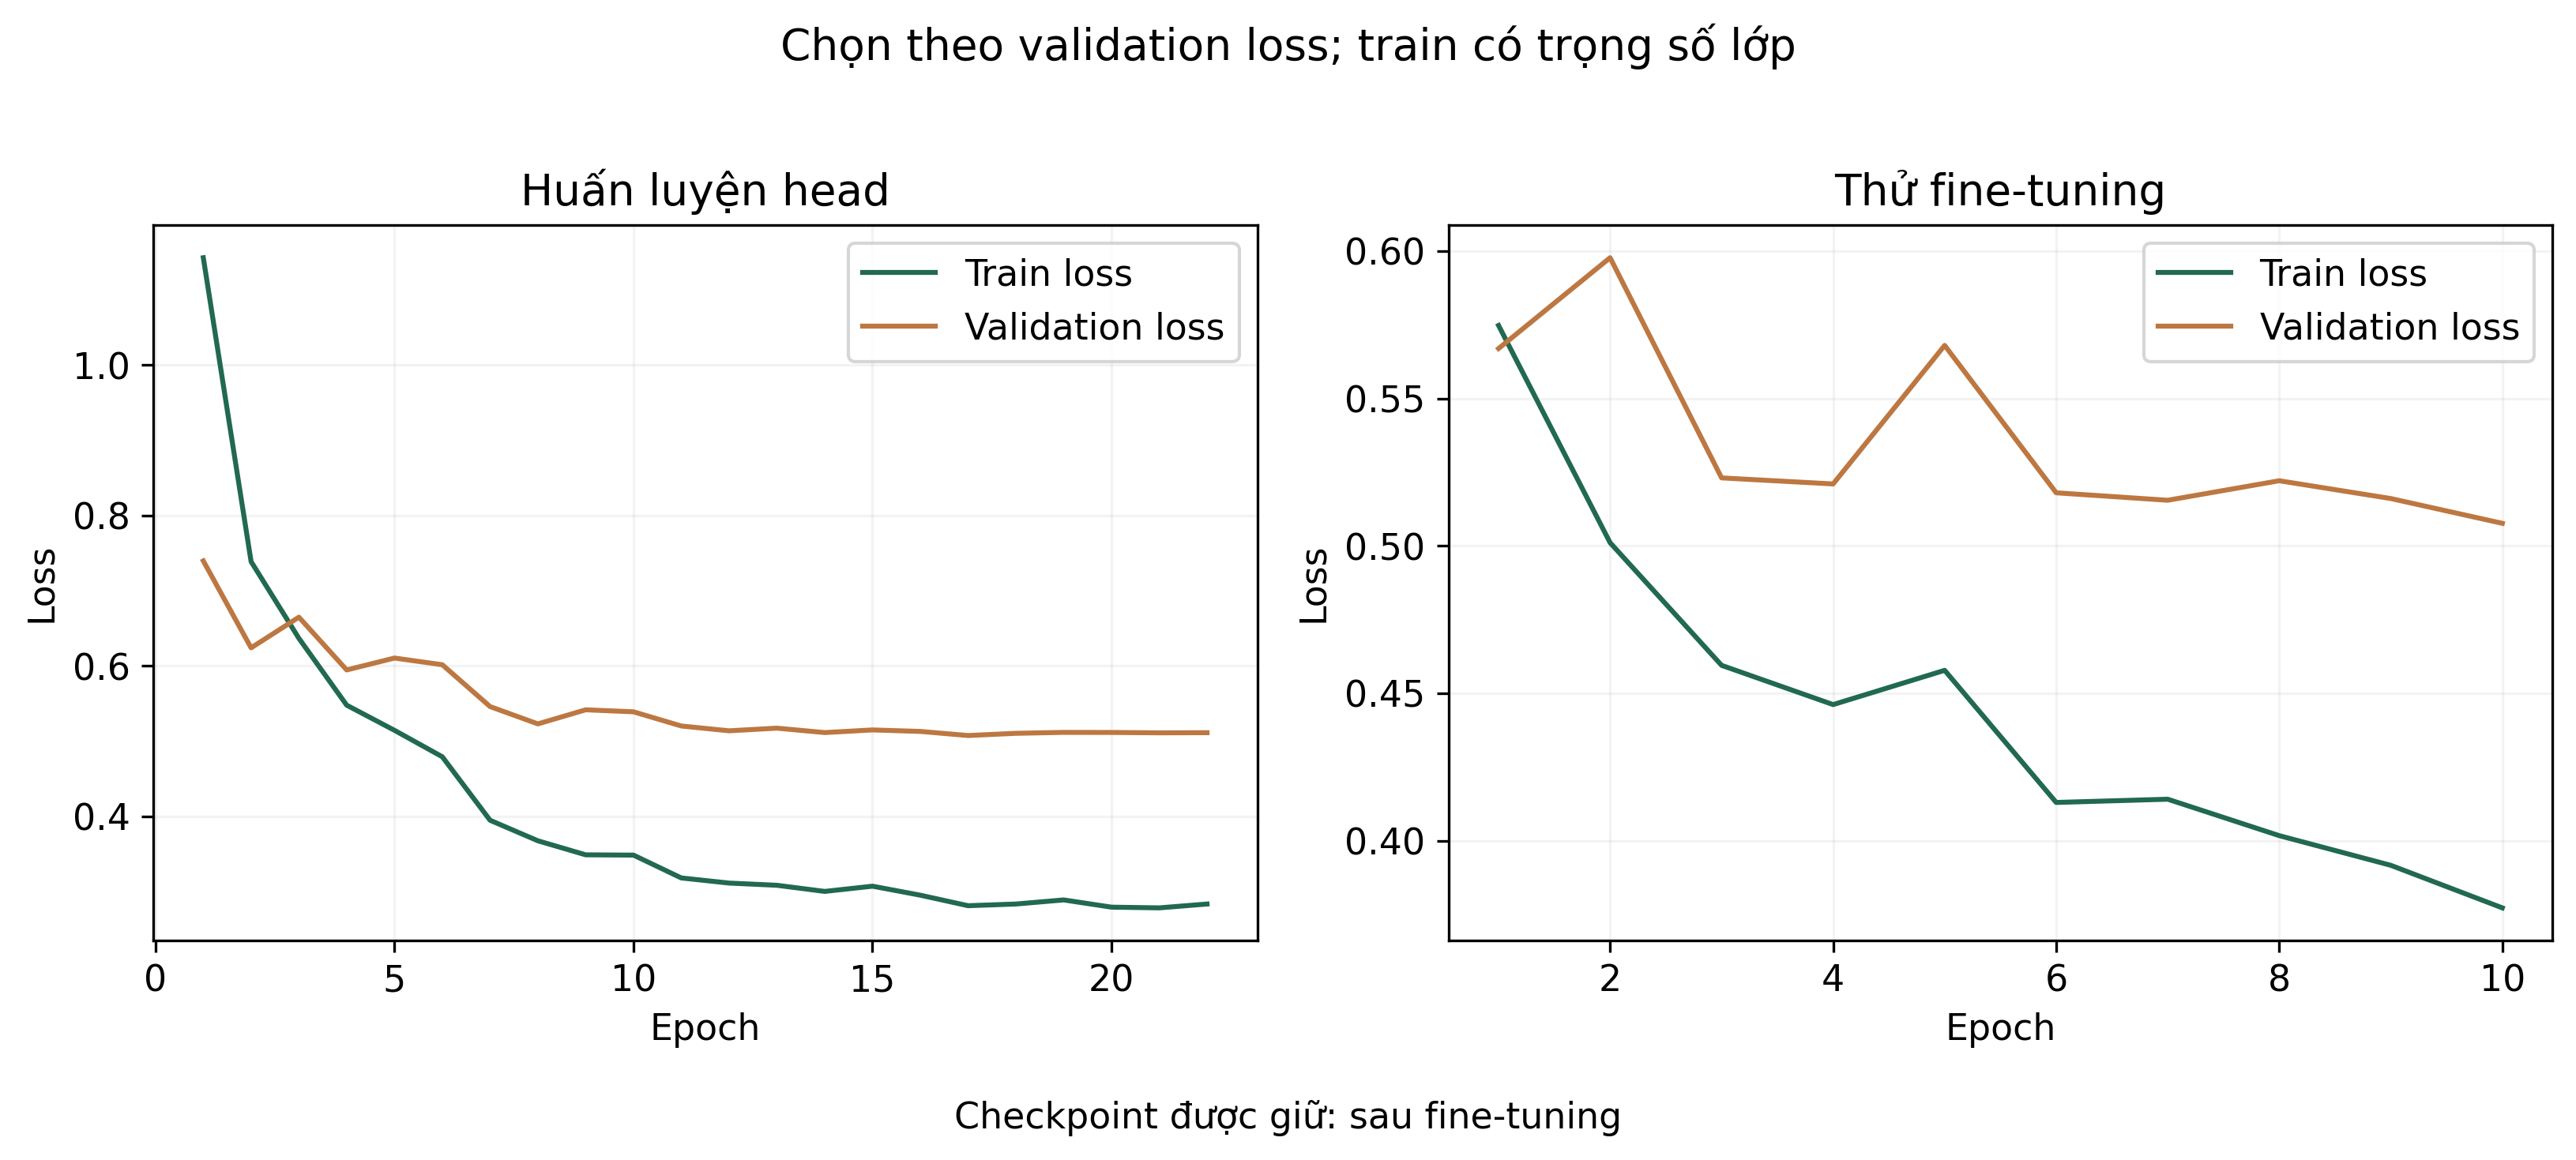 Chọn theo validation loss; train có trọng số lớp
Huấn luyện head
Train loss
Validation loss
1.0
0.8
0.6
0.4
Loss
0
5
10
15
20
Epoch
Thử fine-tuning
Train loss
Validation loss
0.60
0.55
0.50
0.45
0.40
Loss
2
4
6
8
10
Epoch
Checkpoint được giữ: sau fine-tuning